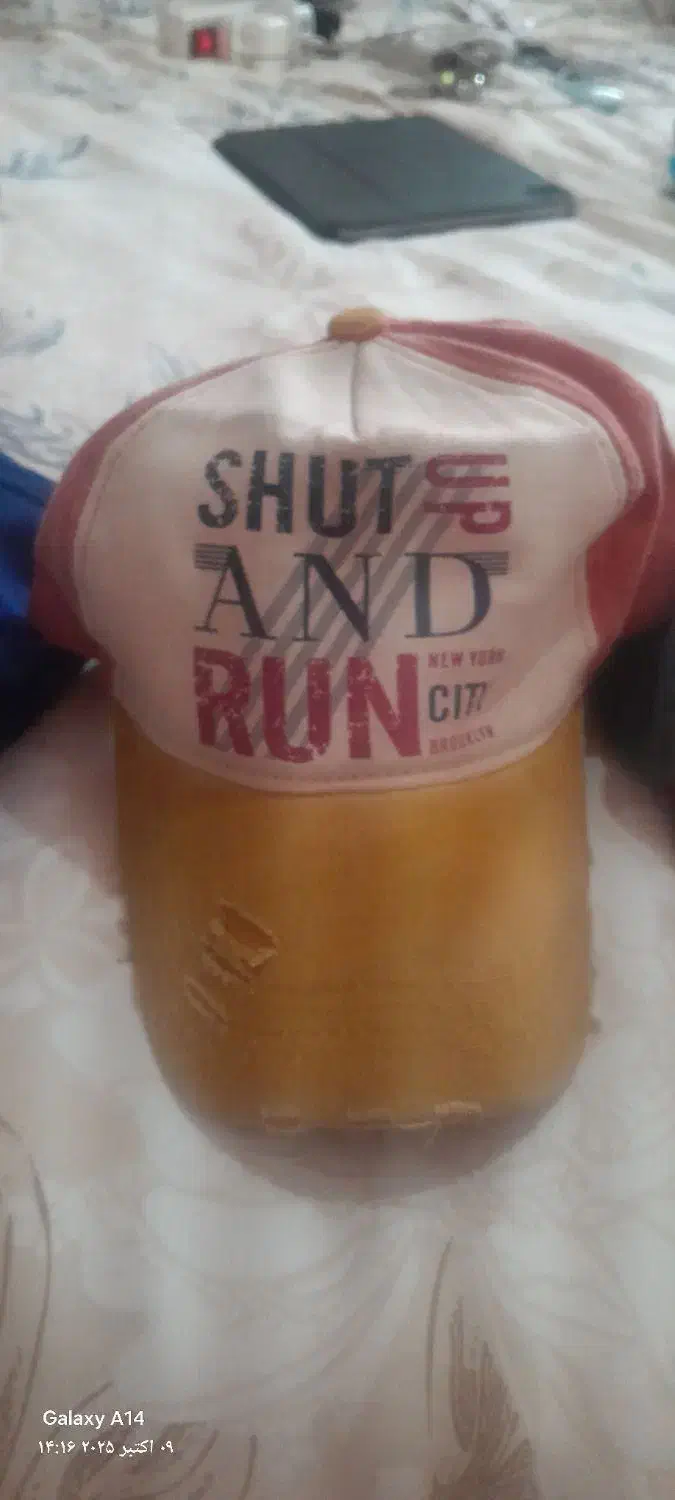 SHUT UP
AND
RUN
NEW YORK
CITY
BROOKLYN
Galaxy A14
۰۹ اکتبر ۲۰۲۵ ۱۴:۱۶